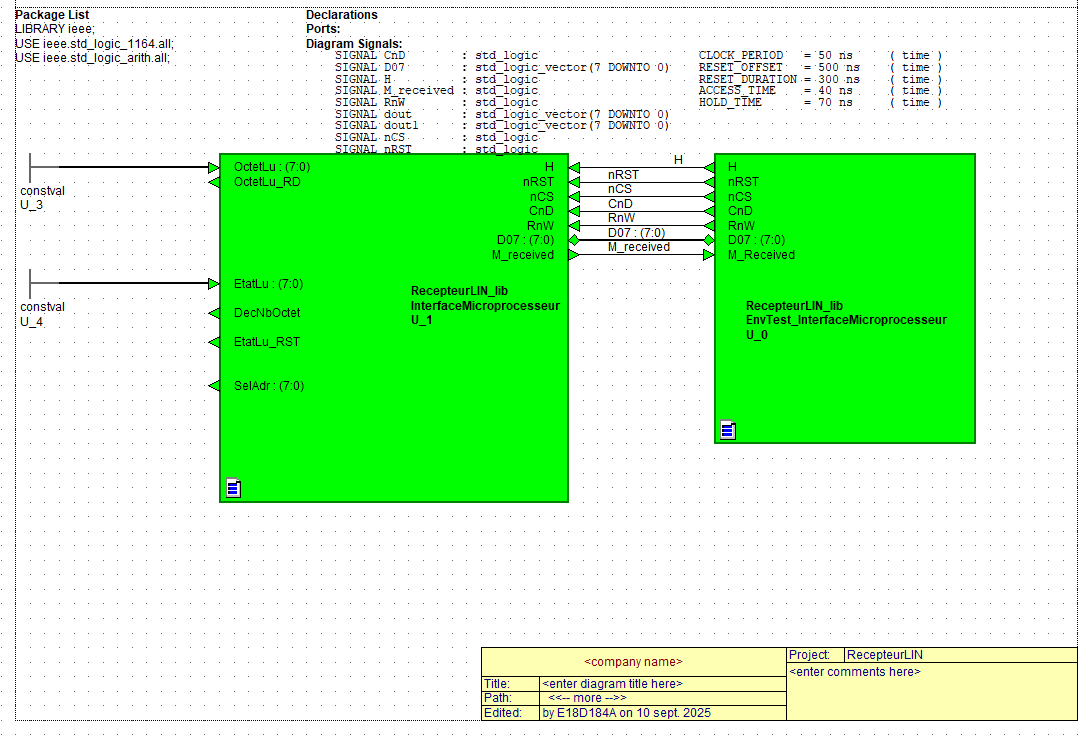 Package List
LIBRARY ieee;
USE ieee.std_logic_1164.all;
USE ieee.std_logic_arith.all;
Declarations
Ports:
Diagram Signals:
SIGNAL CnD : std_logic
SIGNAL D07 : std_logic_vector(7 DOWNTO 0)
SIGNAL H : std_logic
SIGNAL M_received : std_logic
SIGNAL RnW : std_logic
SIGNAL dout : std_logic_vector(7 DOWNTO 0)
SIGNAL dout1 : std_logic_vector(7 DOWNTO 0)
SIGNAL nCS : std_logic
SIGNAL nRST : std_logic
CLOCK_PERIOD = 50 ns ( time )
RESET_OFFSET = 500 ns ( time )
RESET_DURATION = 300 ns ( time )
ACCESS_TIME = 40 ns ( time )
HOLD_TIME = 70 ns ( time )
constval
U_3
constval
U_4
OctetLu : (7:0)
OctetLu_RD
EtatLu : (7:0)
DecNbOctet
EtatLu_RST
SelAdr : (7:0)
H
nRST
nCS
CnD
RnW
D07 : (7:0)
M_received
RecepteurLIN_lib
InterfaceMicroprocesseur
U_1
H
nRST
nCS
CnD
RnW
D07 : (7:0)
M_received
H
nRST
nCS
CnD
RnW
D07 : (7:0)
M_Received
RecepteurLIN_lib
EnvTest_InterfaceMicroprocesseur
U_0
<company name>
Title: <enter diagram title here>
Path: <<-- more -->>
Edited: by E18D184A on 10 sept. 2025
Project: RecepteurLIN
<enter comments here>